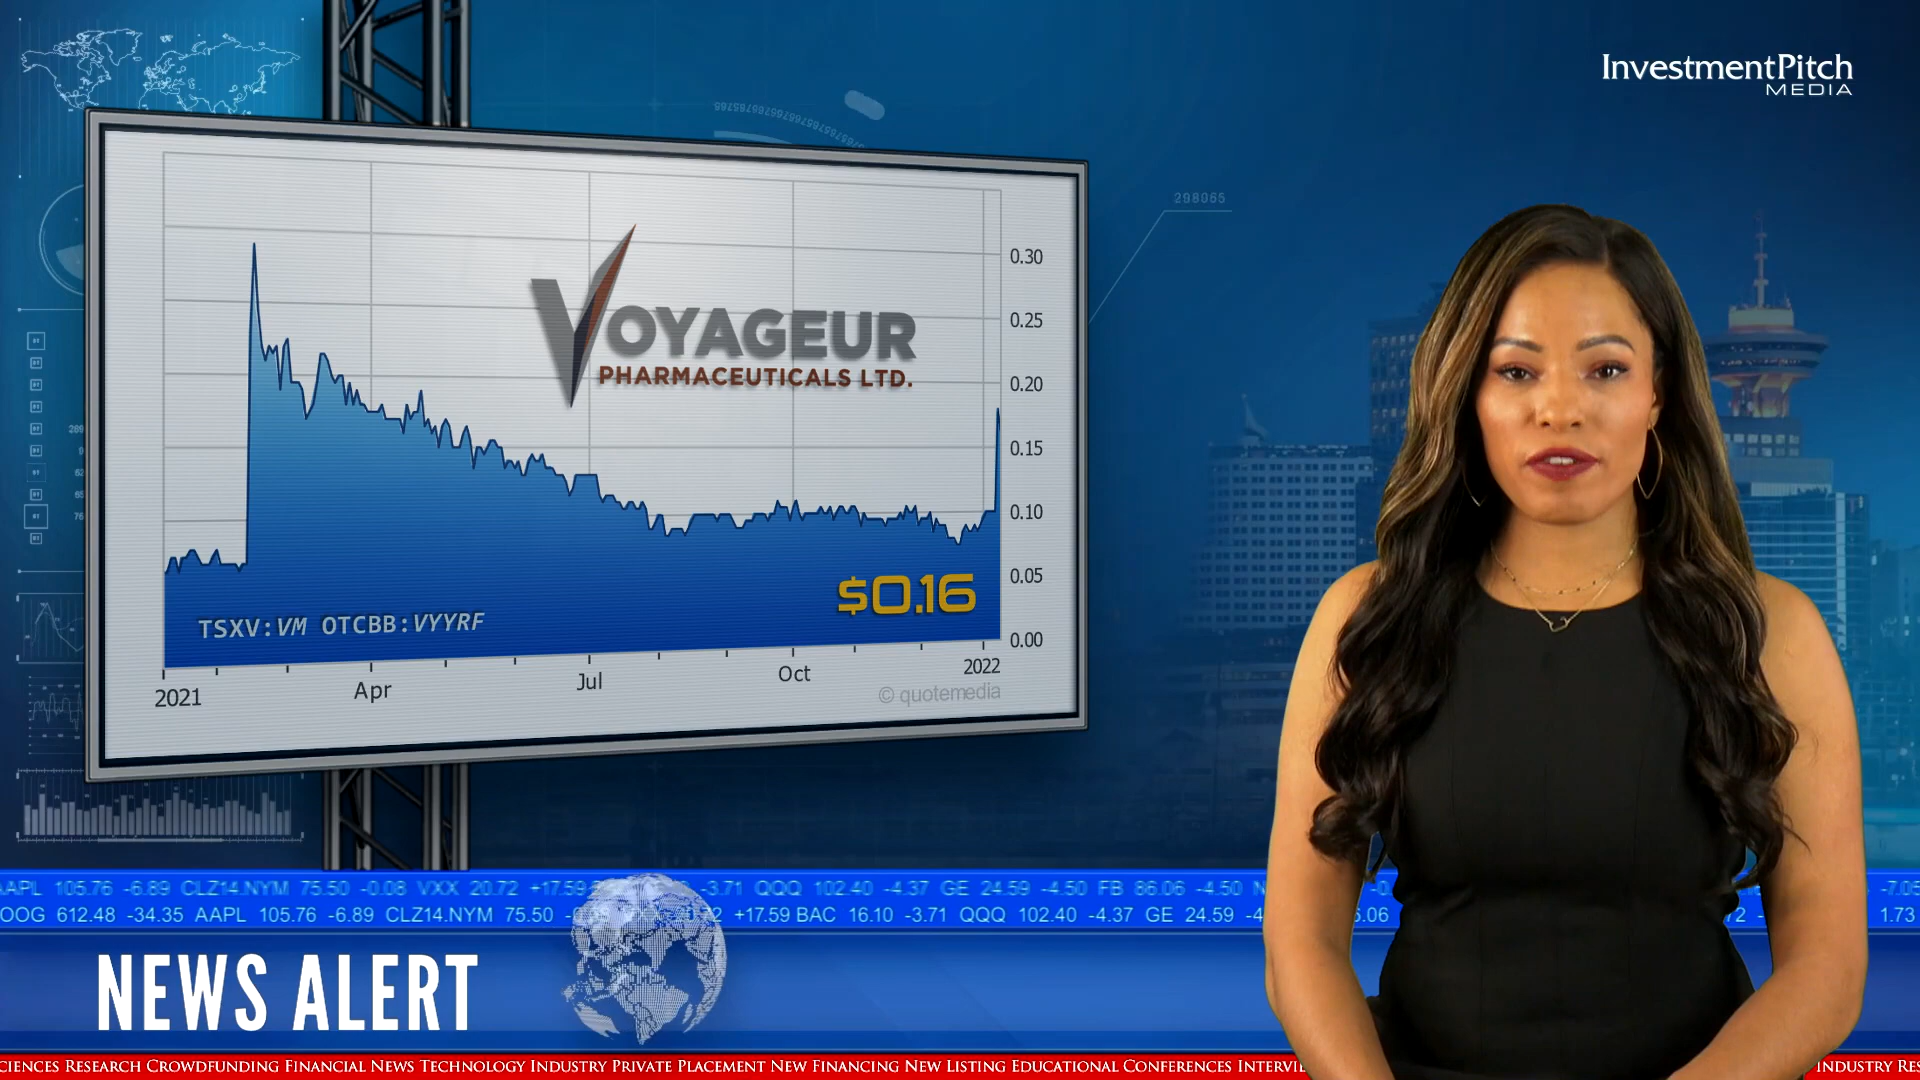 InvestmentPitch
MEDIA
298065
0.30
0.25
0.20
0.15
0.10
0.05
0.00
VOYAGEUR
PHARMACEUTICALS LTD.
$0.16
TSXV:VM OTCBB:VYYRF
2021
Apr
Jul
Oct
2022
© quotemedia
AAPL 105.76 -6.89 CLZ14.NYM 75.50 -0.08 VXX 20.72 +17.59 -3.71 QQQ 102.40 -4.37 GE 24.59 -4.50 FB 86.06 -4.50
OOG 612.48 -34.35 AAPL 105.76 -6.89 CLZ14.NYM 75.50 +17.59 BAC 16.10 -3.71 QQQ 102.40 -4.37 GE 24.59 1.73
NEWS ALERT
CIENCES RESEARCH CROWDFUNDING FINANCIAL NEWS TECHNOLOGY INDUSTRY PRIVATE PLACEMENT NEW FINANCING NEW LISTING EDUCATIONAL CONFERENCES INTERVI INDUSTRY RES